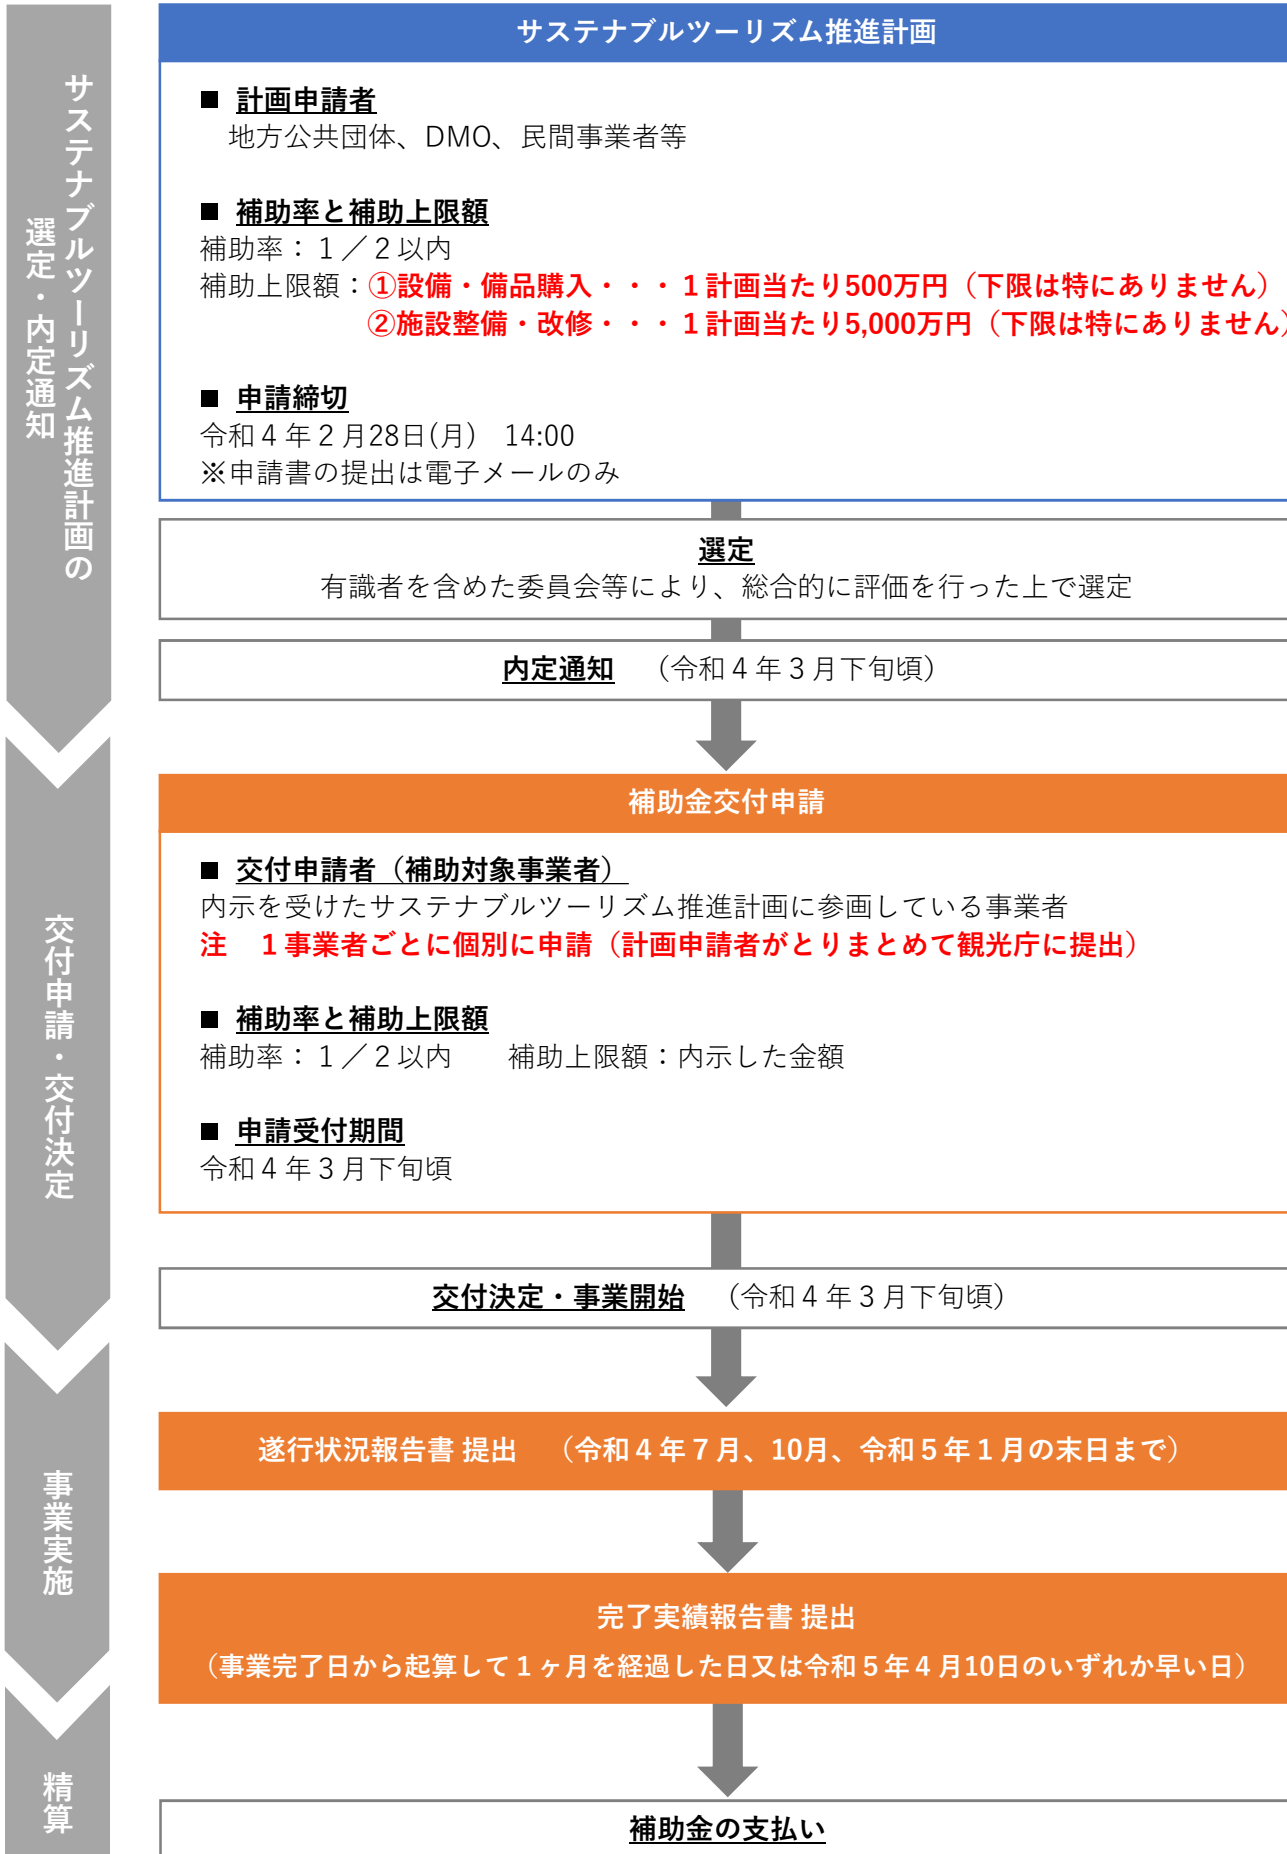 サステナブルツーリズム推進計画の
選定・内定通知
サステナブルツーリズム推進計画
■ 計画申請者
地方公共団体、DMO、民間事業者等
■ 補助率と補助上限額
補助率：１／２以内
補助上限額：①設備・備品購入・・・１計画当たり500万円（下限は特にありません）
②施設整備・改修・・・１計画当たり5,000万円（下限は特にありません）
■ 申請締切
令和４年２月28日(月)　14:00
※申請書の提出は電子メールのみ
選定
有識者を含めた委員会等により、総合的に評価を行った上で選定
内定通知　（令和４年３月下旬頃）
交付申請・交付決定
補助金交付申請
■ 交付申請者（補助対象事業者）
内示を受けたサステナブルツーリズム推進計画に参画している事業者
注　１事業者ごとに個別に申請（計画申請者がとりまとめて観光庁に提出）
■ 補助率と補助上限額
補助率：１／２以内　　補助上限額：内示した金額
■ 申請受付期間
令和４年３月下旬頃
交付決定・事業開始　（令和４年３月下旬頃）
事業実施
遂行状況報告書 提出　（令和４年７月、10月、令和５年１月の末日まで）
完了実績報告書 提出
（事業完了日から起算して１ヶ月を経過した日又は令和５年４月10日のいずれか早い日）
精算
補助金の支払い